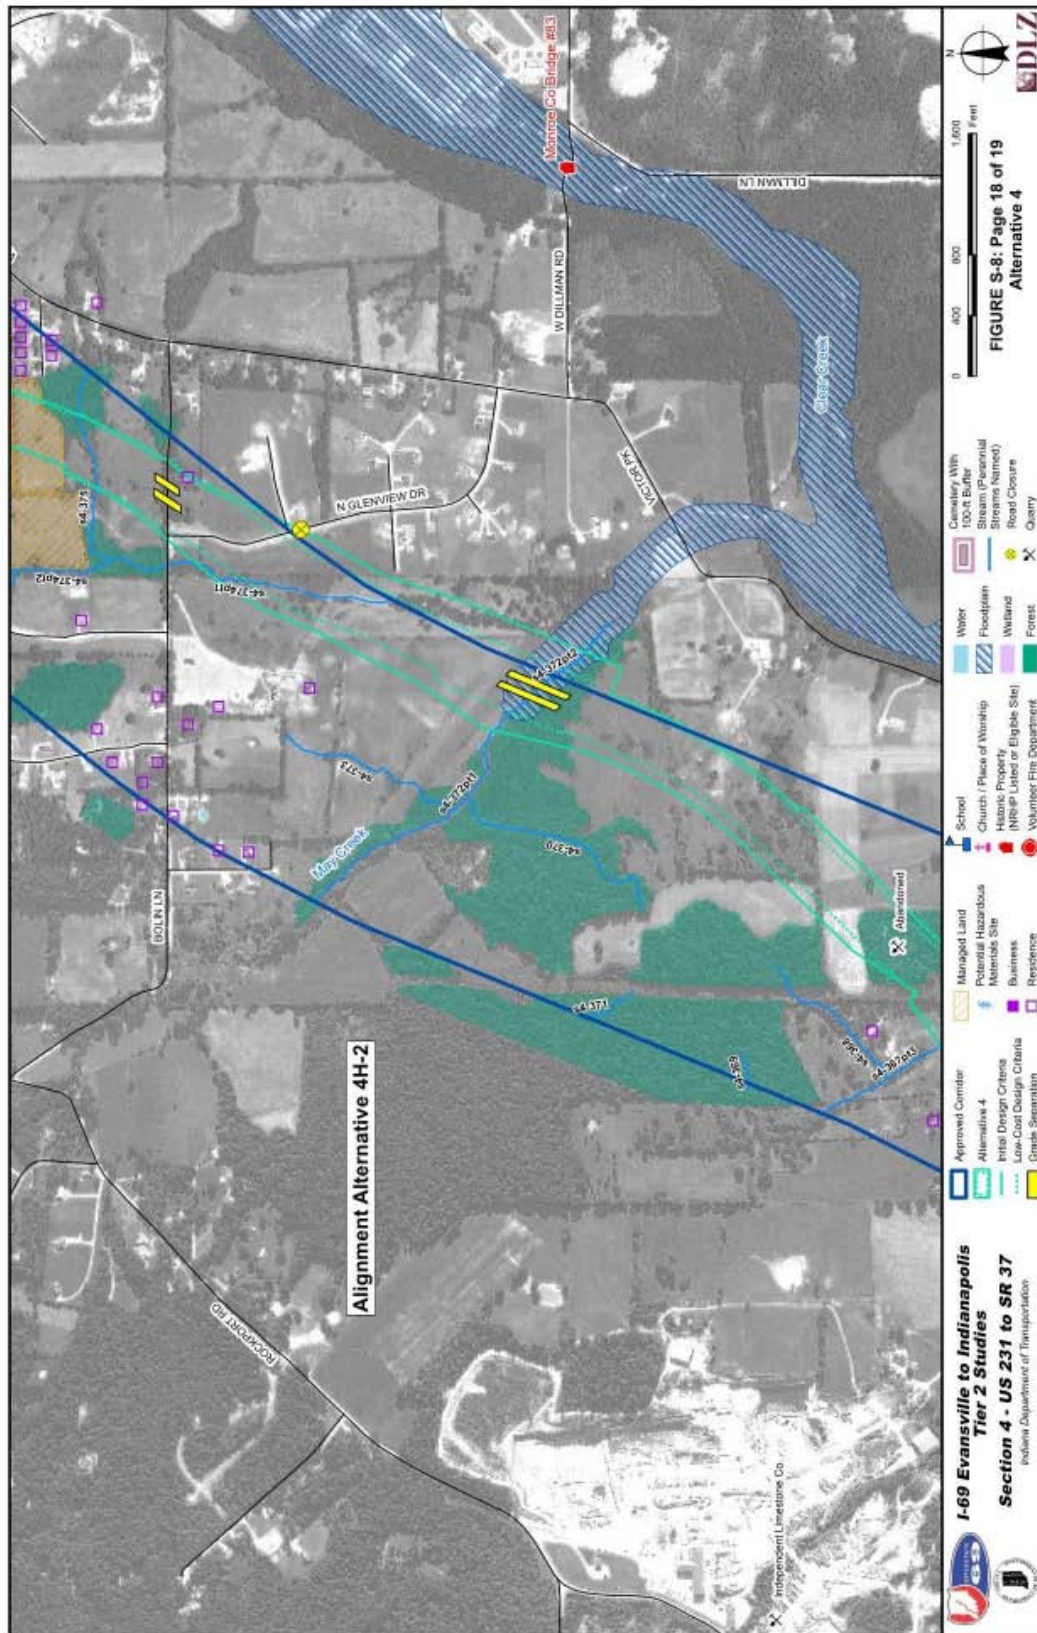 Alignment Alternative 4H-2
ROCKPORT RD
BOLIN LN
N GLENVIEW DR
W DILLMAN RD
DILLMAN LN
VICTOR PK
Monroe Co Bridge #83
Clear Creek
May Creek
s4-375
s4-374pt2
s4-374pt1
s4-373
s4-372pt1
s4-372pt2
s4-370
s4-371
s4-369
s4-368
s4-367pt3
Abandoned
Independent Limestone Co
I-69 Evansville to Indianapolis
Tier 2 Studies
Section 4 - US 231 to SR 37
Indiana Department of Transportation
Approved Corridor
Alternative 4
Initial Design Criteria
Low-Cost Design Criteria
Grade Separation
Managed Land
Potential Hazardous
Materials Site
Business
Residence
School
Church / Place of Worship
Historic Property
(NRHP Listed or Eligible Site)
Volunteer Fire Department
Water
Floodplain
Wetland
Forest
Cemetery With
100-ft Buffer
Stream (Perennial
Streams Named)
Road Closure
Quarry
0 400 800 1,600
Feet
FIGURE S-8: Page 18 of 19
Alternative 4
N
DLZ